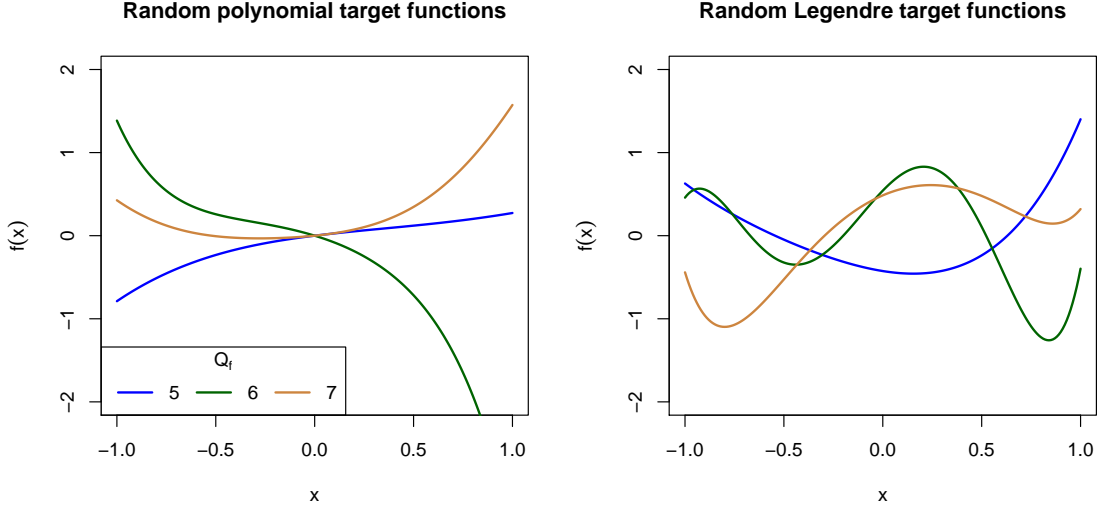 Random polynomial target functions
2
1
0
−1
−2
f(x)
Q_f
5 6 7
−1.0 −0.5 0.0 0.5 1.0
x
Random Legendre target functions
2
1
0
−1
−2
f(x)
−1.0 −0.5 0.0 0.5 1.0
x